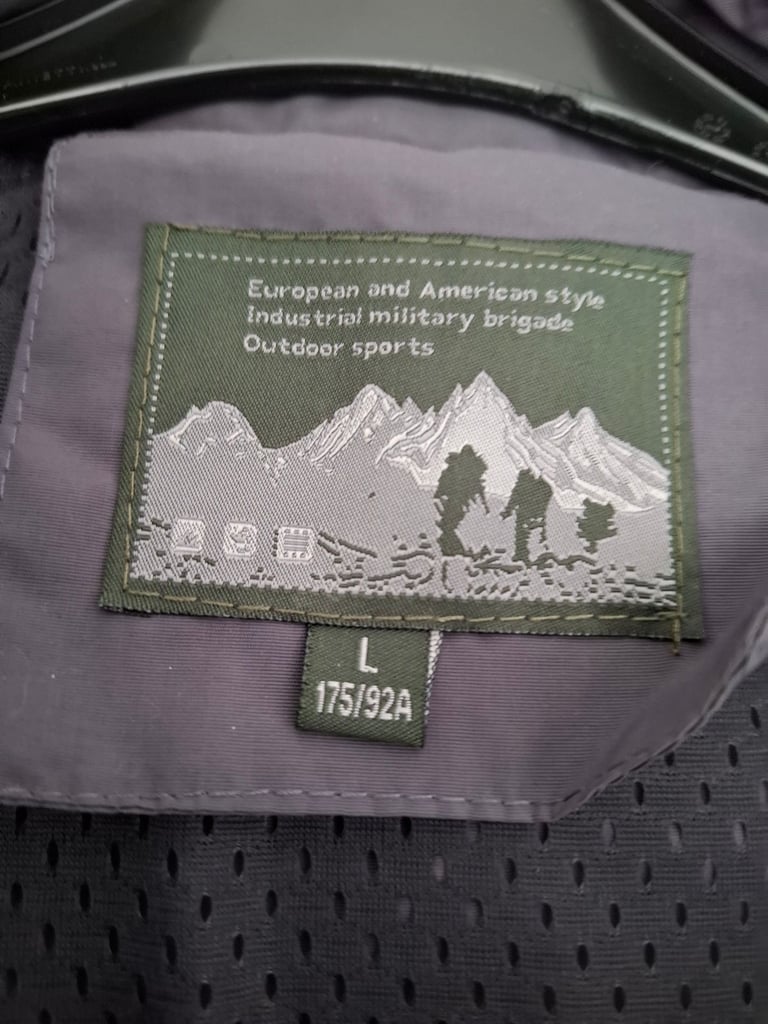 European and American style
Industrial military brigade
Outdoor sports
L
175/92A